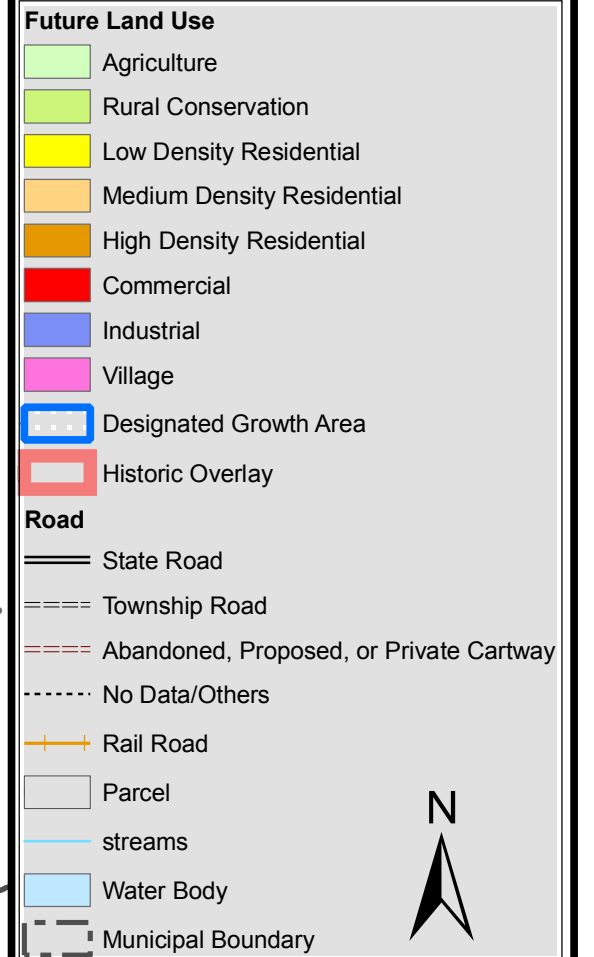 Future Land Use
Agriculture
Rural Conservation
Low Density Residential
Medium Density Residential
High Density Residential
Commercial
Industrial
Village
Designated Growth Area
Historic Overlay
Road
State Road
Township Road
Abandoned, Proposed, or Private Cartway
No Data/Others
Rail Road
Parcel
N
streams
Water Body
Municipal Boundary